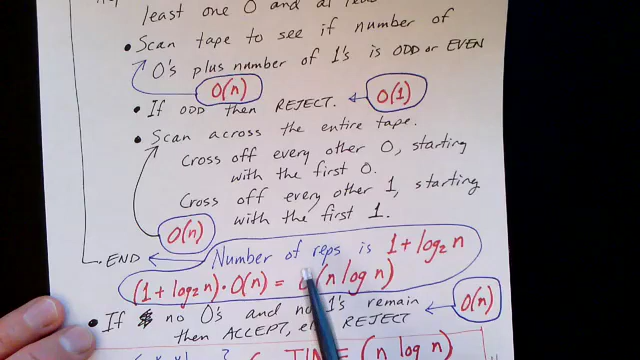 least one 0 and at
• Scan tape to see if number of
0's plus number of 1's is ODD or EVEN
O(n)
• If ODD then REJECT.
O(1)
• Scan across the entire tape.
Cross off every other 0, starting
with the first 0.
Cross off every other 1, starting
with the first 1.
O(n)
END
Number of reps is 1 + log₂ n
(1 + log₂ n) · O(n) = O(n log n)
• If no 0's and no 1's remain
then ACCEPT, REJECT
O(n)
TIME (n log n)